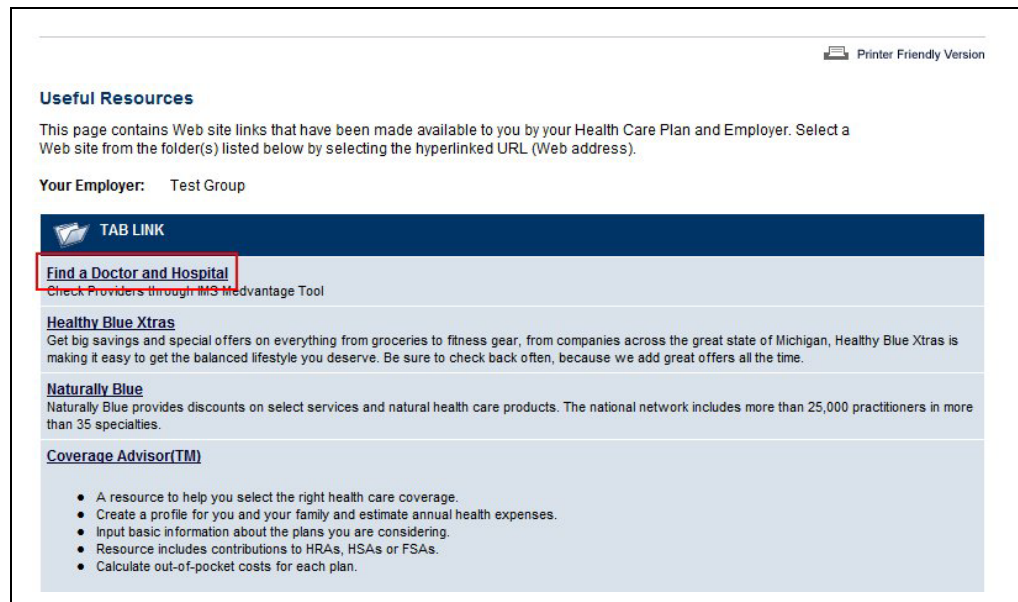 Printer Friendly Version
Useful Resources
This page contains Web site links that have been made available to you by your Health Care Plan and Employer. Select a
Web site from the folder(s) listed below by selecting the hyperlinked URL (Web address).
Your Employer: Test Group
TAB LINK
Find a Doctor and Hospital
Check Providers through IMS Medvantage Tool
Healthy Blue Xtras
Get big savings and special offers on everything from groceries to fitness gear, from companies across the great state of Michigan, Healthy Blue Xtras is
making it easy to get the balanced lifestyle you deserve. Be sure to check back often, because we add great offers all the time.
Naturally Blue
Naturally Blue provides discounts on select services and natural health care products. The national network includes more than 25,000 practitioners in more
than 35 specialties.
Coverage Advisor(TM)
• A resource to help you select the right health care coverage.
• Create a profile for you and your family and estimate annual health expenses.
• Input basic information about the plans you are considering.
• Resource includes contributions to HRAs, HSAs or FSAs.
• Calculate out-of-pocket costs for each plan.